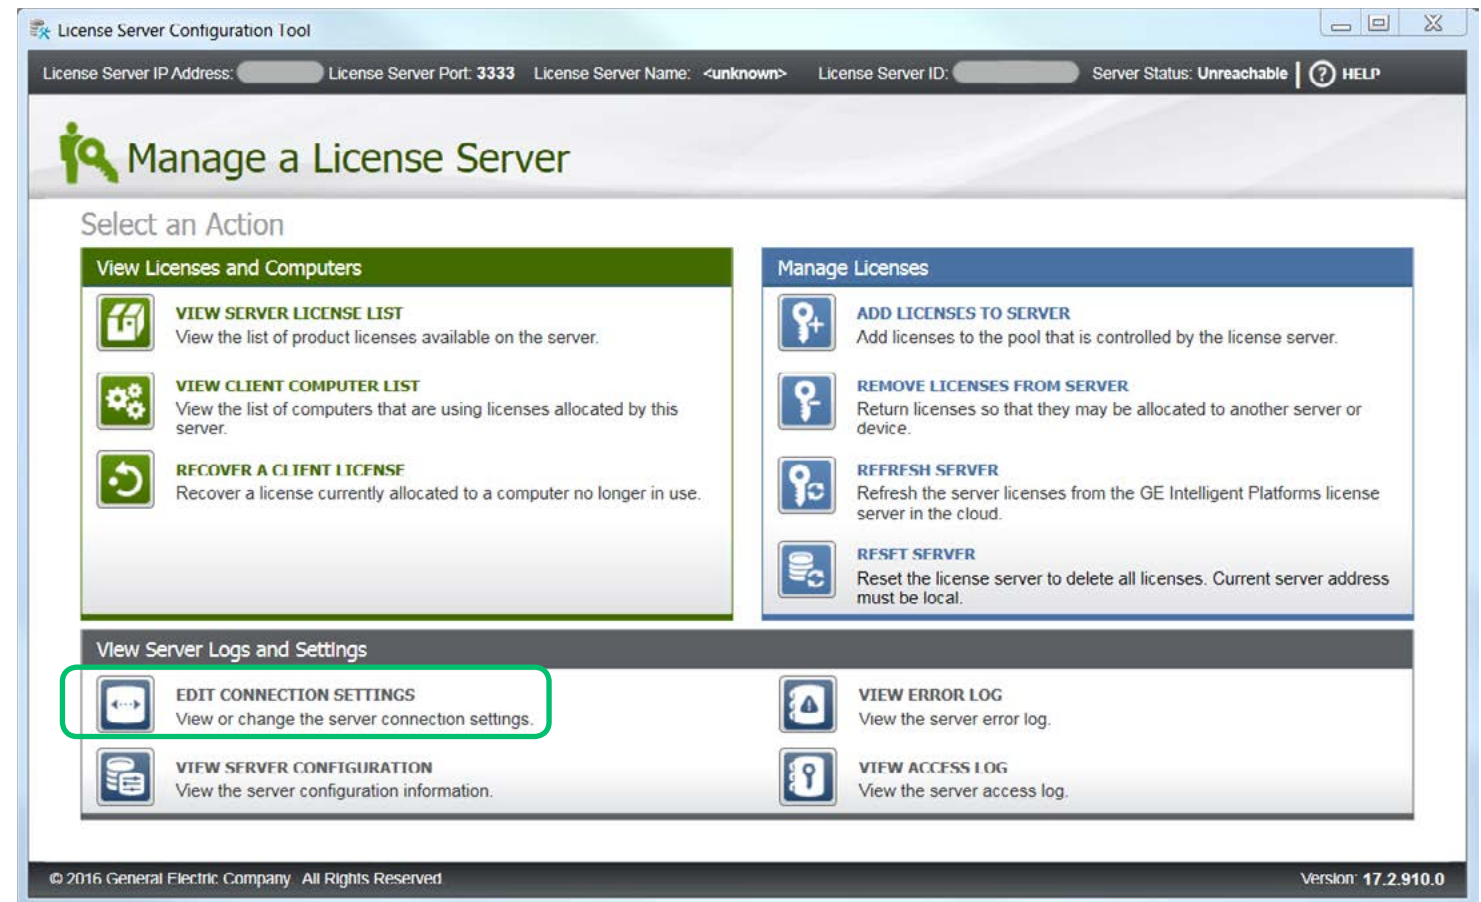 License Server Configuration Tool
License Server IP Address: License Server Port: 3333 License Server Name: <unknown> License Server ID: Server Status: Unreachable ? HELP
Manage a License Server
Select an Action
View Licenses and Computers
VIEW SERVER LICENSE LIST
View the list of product licenses available on the server.
VIEW CLIENT COMPUTER LIST
View the list of computers that are using licenses allocated by this
server.
RECOVER A CLIENT LICENSE
Recover a license currently allocated to a computer no longer in use.
Manage Licenses
ADD LICENSES TO SERVER
Add licenses to the pool that is controlled by the license server.
REMOVE LICENSES FROM SERVER
Return licenses so that they may be allocated to another server or
device.
REFRESH SERVER
Refresh the server licenses from the GE Intelligent Platforms license
server in the cloud.
RESET SERVER
Reset the license server to delete all licenses. Current server address
must be local.
View Server Logs and Settings
EDIT CONNECTION SETTINGS
View or change the server connection settings.
VIEW SERVER CONFIGURATION
View the server configuration information.
VIEW ERROR LOG
View the server error log.
VIEW ACCESS LOG
View the server access log.
© 2016 General Electric Company All Rights Reserved
Version: 17.2.910.0